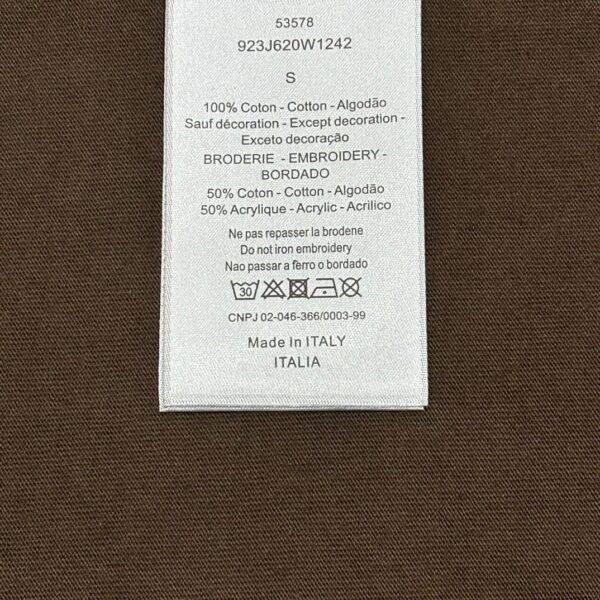 53578
923J620W1242
S
100% Coton - Cotton - Algodão
Sauf décoration - Except decoration -
Exceto decoração
BRODERIE - EMBROIDERY -
BORDADO
50% Coton - Cotton - Algodão
50% Acrylique - Acrylic - Acrilico
Ne pas repasser la brodene
Do not iron embroidery
Nao passar a ferro o bordado
30
CNPJ 02-046-366/0003-99
Made In ITALY
ITALIA